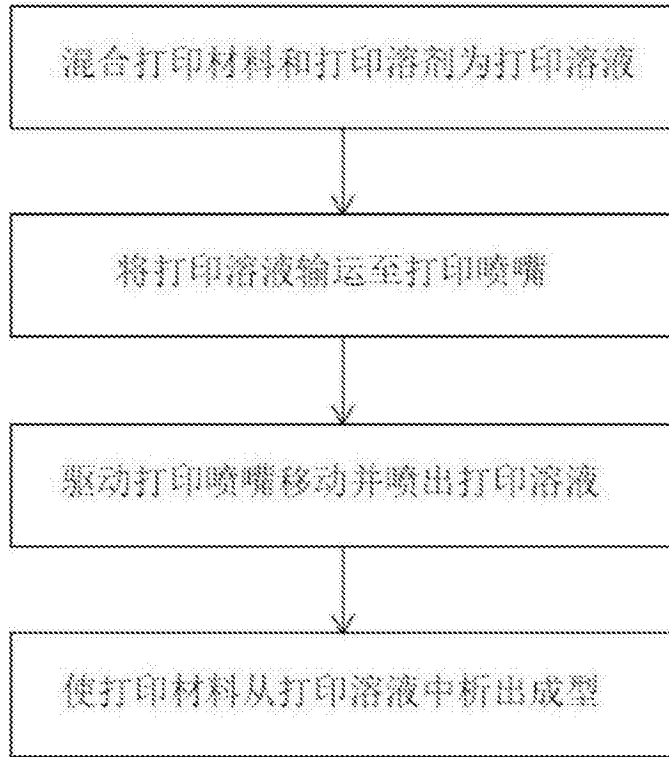 混合打印材料和打印溶剂为打印溶液
将打印溶液输运至打印喷嘴
驱动打印喷嘴移动并喷出打印溶液
使打印材料从打印溶液中析出成型